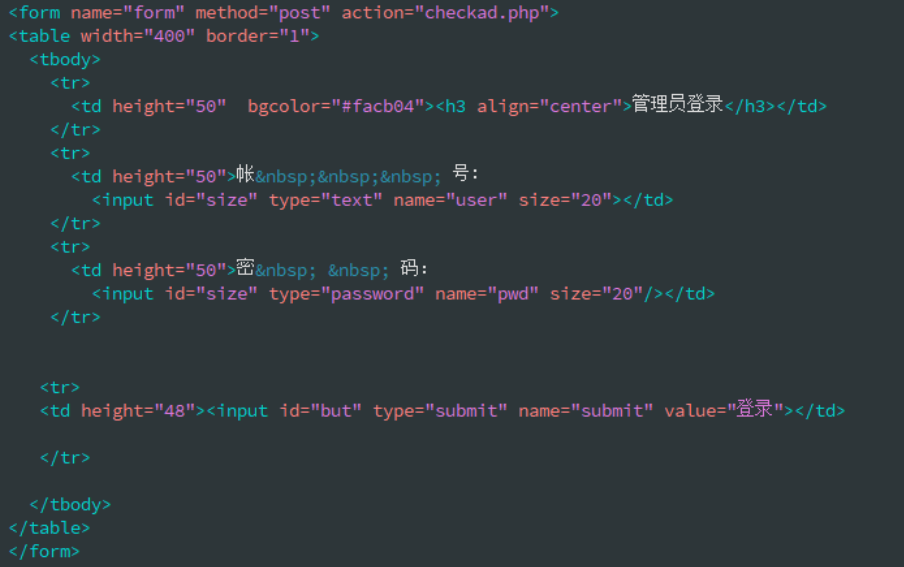 <form name="form" method="post" action="checkad.php">
<table width="400" border="1">
<tbody>
<tr>
<td height="50"  bgcolor="#facb04"><h3 align="center">管理员登录</h3></td>
</tr>
<tr>
<td height="50">帐&nbsp;&nbsp;&nbsp; 号:
<input id="size" type="text" name="user" size="20"></td>
</tr>
<tr>
<td height="50">密&nbsp; &nbsp; 码:
<input id="size" type="password" name="pwd" size="20"/></td>
</tr>
<tr>
<td height="48"><input id="but" type="submit" name="submit" value="登录"></td>
</tr>
</tbody>
</table>
</form>